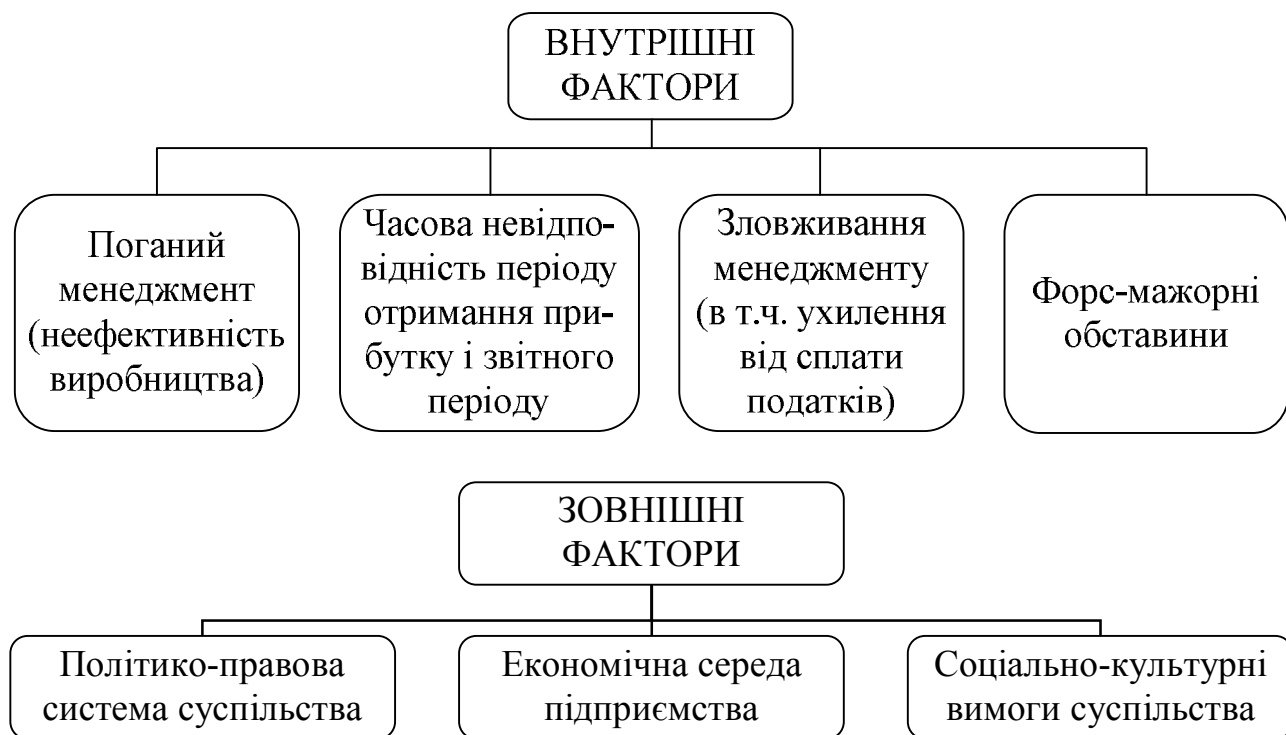 ВНУТРІШНІ
ФАКТОРИ
Поганий
менеджмент
(неефективність
виробництва)
Часова невідпо-
відність періоду
отримання при-
бутку і звітного
періоду
Зловживання
менеджменту
(в т.ч. ухилення
від сплати
податків)
Форс-мажорні
обставини
ЗОВНІШНІ
ФАКТОРИ
Політико-правова
система суспільства
Економічна середа
підприємства
Соціально-культурні
вимоги суспільства